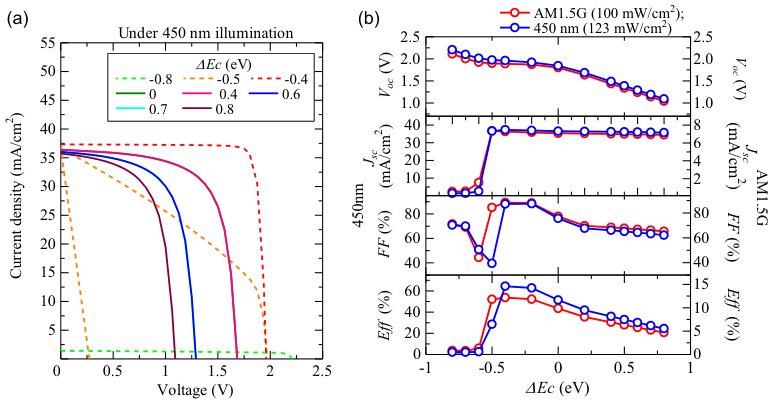 (a)
Under 450 nm illumination
ΔEc (eV)
-0.8 -0.5 -0.4
0 0.4 0.6
0.7 0.8
Current density (mA/cm²)
55
50
45
40
35
30
25
20
15
10
5
0 0.5 1.0 1.5 2.0 2.5
Voltage (V)
(b)
AM1.5G (100 mW/cm²);
450 nm (123 mW/cm²)
Voc (V)
2.5
2.0
1.5
1.0
2.5
2.0
1.5
1.0
Voc (V)
Jsc
(mA/cm²)
40
30
20
10
8
6
4
2
Jsc
(mA/cm²)
450nm
AM1.5G
FF (%)
80
60
40
80
60
40
FF (%)
Eff (%)
60
40
20
0
15
10
5
0
Eff (%)
-1 -0.5 0 0.5 1
ΔEc (eV)